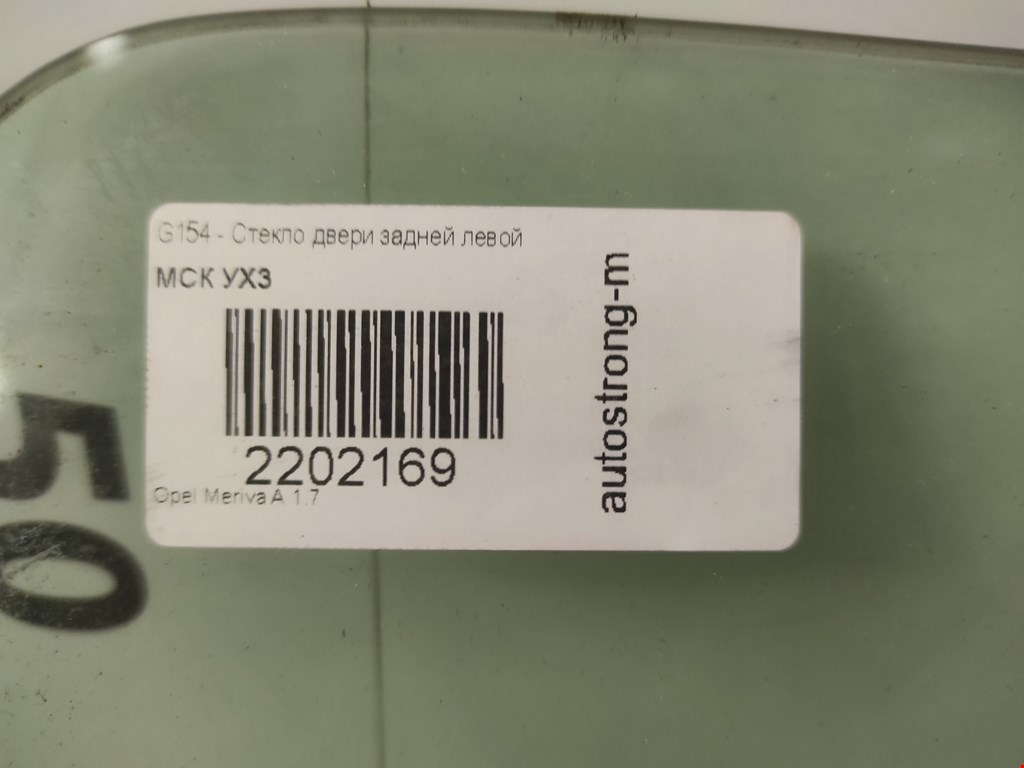 G154 - Стекло двери задней левой
МСК УХЗ
2202169
Opel Meriva A 1.7
autostrong-m
50